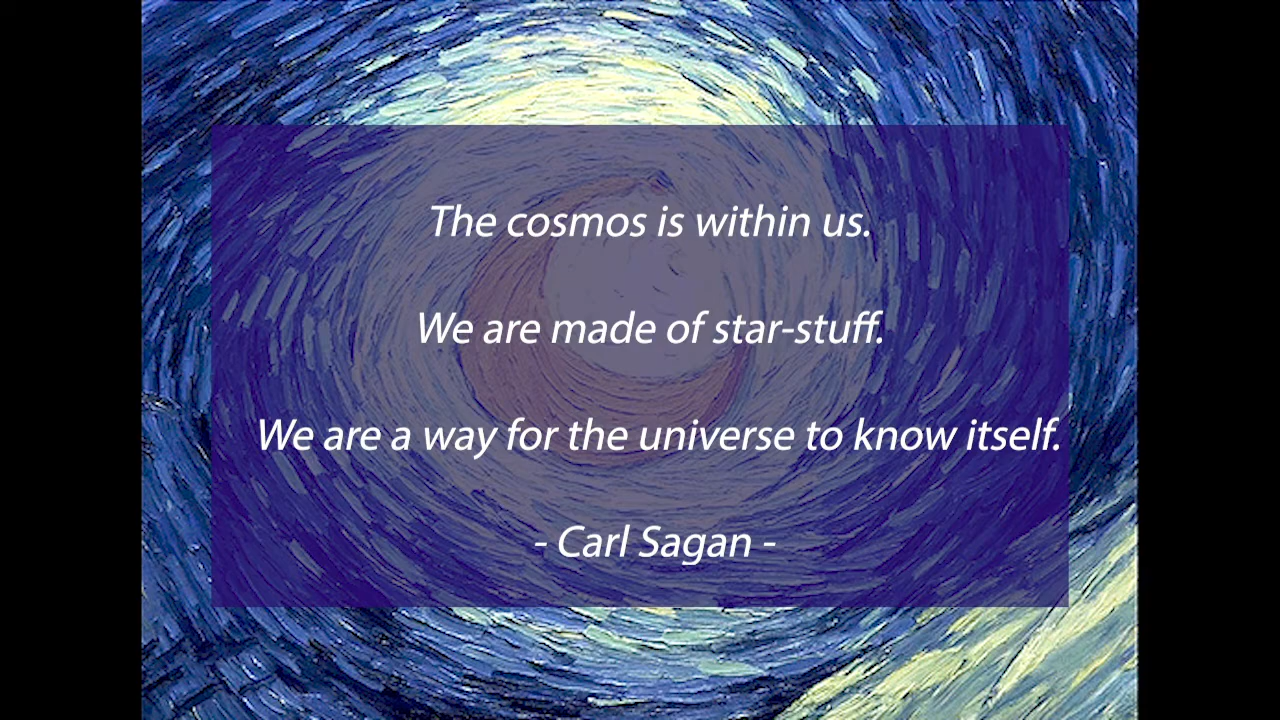 The cosmos is within us.
We are made of star-stuff.
We are a way for the universe to know itself.
- Carl Sagan -